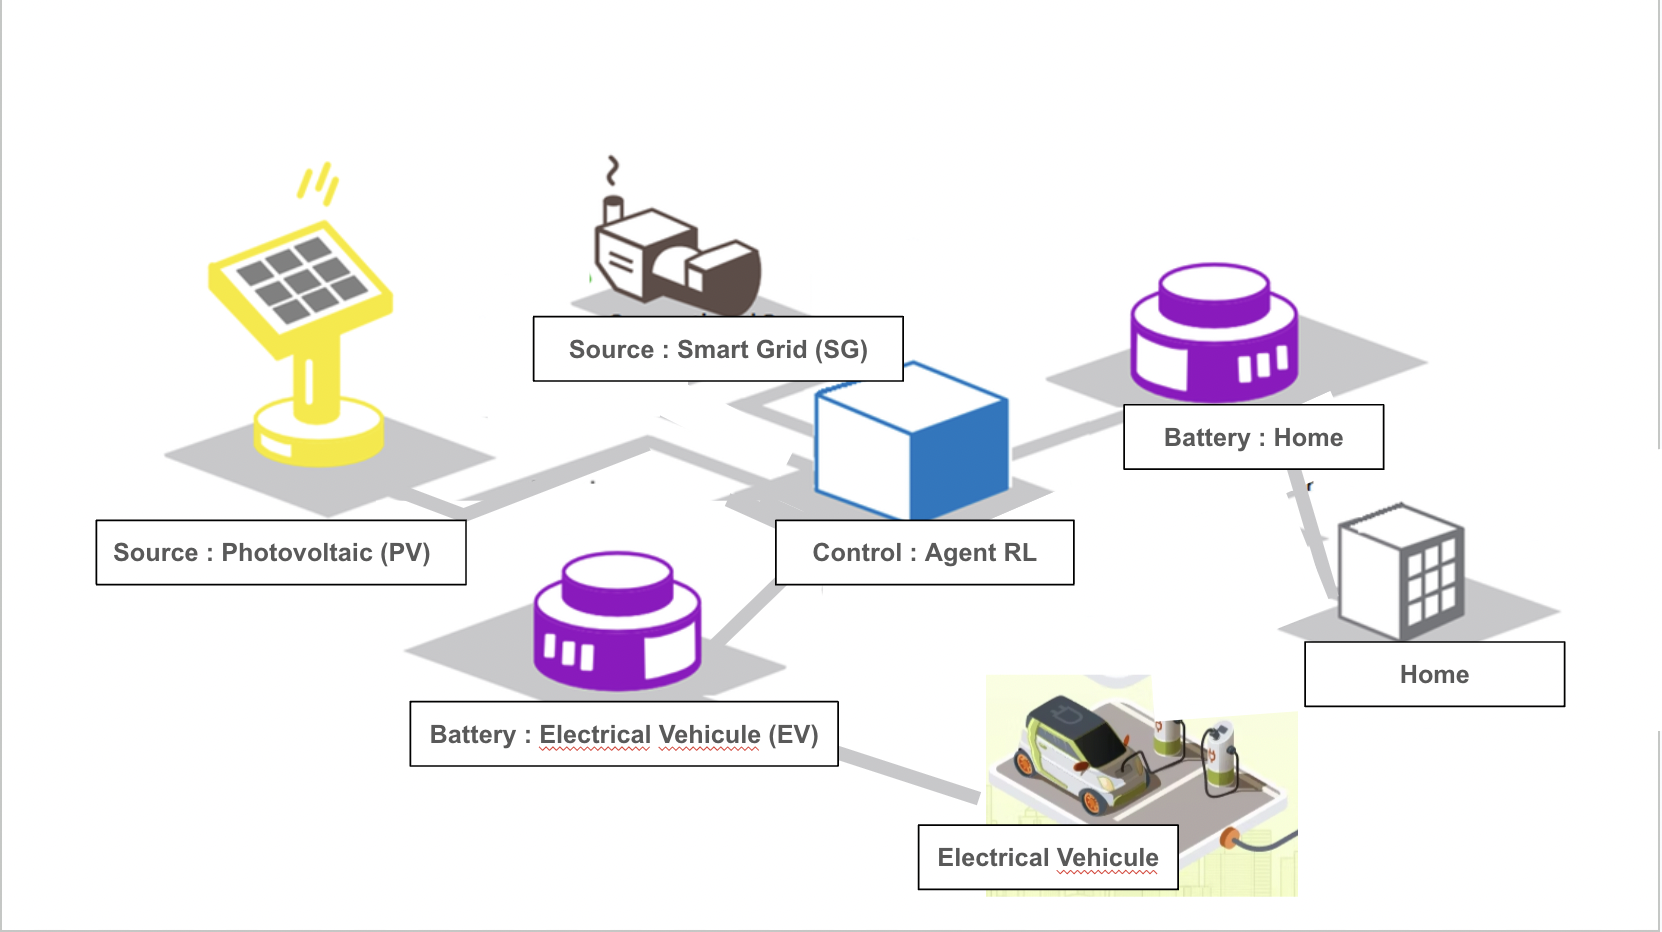 Source : Smart Grid (SG)
Battery : Home
Source : Photovoltaic (PV)
Control : Agent RL
Home
Battery : Electrical Vehicule (EV)
Electrical Vehicule